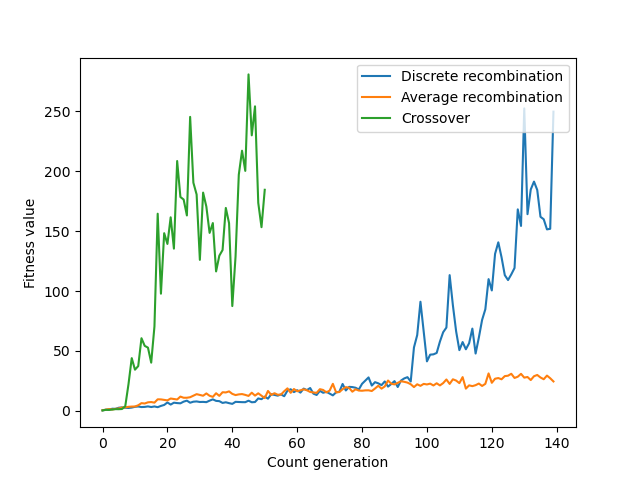 Discrete recombination
Average recombination
Crossover
Fitness value
250
200
150
100
50
0
0 20 40 60 80 100 120 140
Count generation